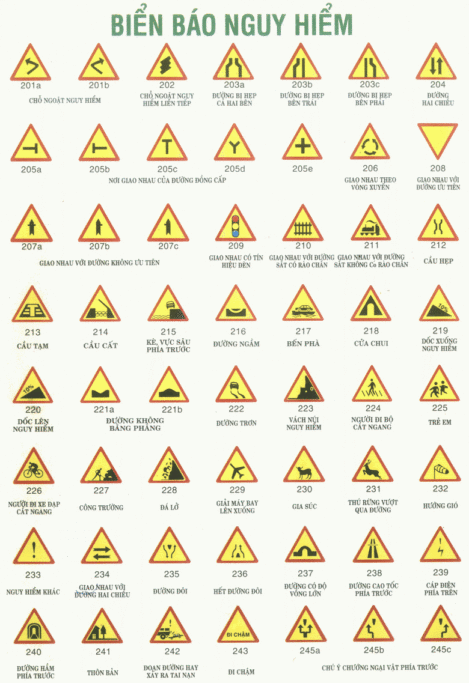 BIỂN BÁO NGUY HIỂM
201a 201b 202 203a 203b 203c 204
CHỖ NGOẶT NGUY HIỂM
CHỖ NGOẶT NGUY HIỂM LIÊN TIẾP
ĐƯỜNG BỊ HẸP CẢ HAI BÊN
ĐƯỜNG BỊ HẸP BÊN TRÁI
ĐƯỜNG BỊ HẸP BÊN PHẢI
ĐƯỜNG HAI CHIỀU
205a 205b 205c 205d 205e 206 208
NƠI GIAO NHAU CỦA ĐƯỜNG ĐỒNG CẤP
GIAO NHAU THEO VÒNG XUYẾN
GIAO NHAU VỚI ĐƯỜNG ƯU TIÊN
207a 207b 207c 209 210 211 212
GIAO NHAU VỚI ĐƯỜNG KHÔNG ƯU TIÊN
GIAO NHAU CÓ TÍN HIỆU ĐÈN
GIAO NHAU VỚI ĐƯỜNG SẮT CÓ RÀO CHẮN
GIAO NHAU VỚI ĐƯỜNG SẮT KHÔNG Co RÀO CHẮN
CẦU HẸP
213 214 215 216 217 218 219
CẦU TẠM
CẦU CẤT
KÈ, VỰC SÂU PHÍA TRƯỚC
ĐƯỜNG NGẦM
BẾN PHÀ
CỬA CHUI
10%
DỐC XUỐNG NGUY HIỂM
10%
220 221a 221b 222 223 224 225
DỐC LÊN NGUY HIỂM
ĐƯỜNG KHÔNG BẰNG PHẲNG
ĐƯỜNG TRƠN
VÁCH NÚI NGUY HIỂM
NGƯỜI ĐI BỘ CẮT NGANG
TRẺ EM
226 227 228 229 230 231 232
NGƯỜI ĐI XE ĐẠP CẮT NGANG
CÔNG TRƯỜNG
ĐÁ LỞ
GIẢI MÁY BAY LÊN XUỐNG
GIA SÚC
THÚ RỪNG VƯỢT QUA ĐƯỜNG
HƯỚNG GIÓ
233 234 235 236 237 238 239
NGUY HIỂM KHÁC
GIAO NHAU VỚI ĐƯỜNG HAI CHIỀU
ĐƯỜNG ĐÔI
HẾT ĐƯỜNG ĐÔI
ĐƯỜNG CÓ ĐỘ VỒNG LỚN
ĐƯỜNG CAO TỐC PHÍA TRƯỚC
CÁP ĐIỆN PHÍA TRÊN
ĐI CHẬM
240 241 242 243 245a 245b 245c
ĐƯỜNG HẦM PHÍA TRƯỚC
THÔN BẢN
ĐOẠN ĐƯỜNG HAY XẢY RA TAI NẠN
ĐI CHẬM
CHÚ Ý CHƯỚNG NGẠI VẬT PHÍA TRƯỚC